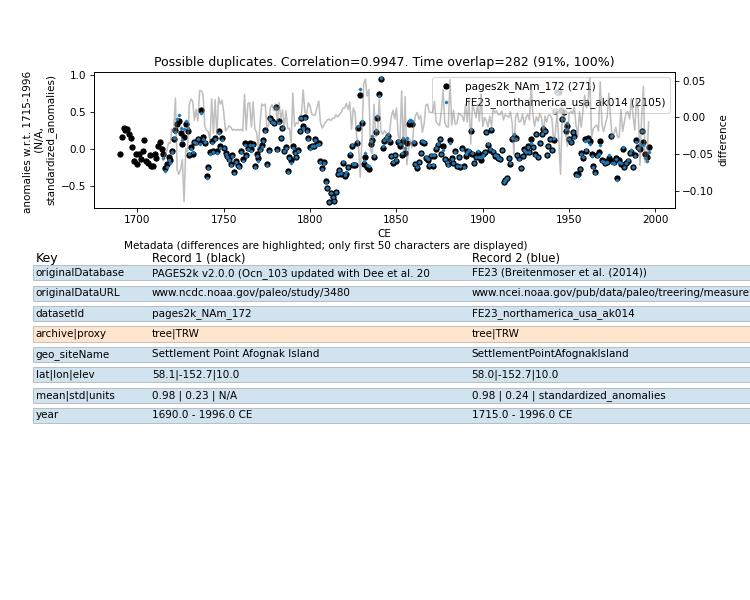 Possible duplicates. Correlation=0.9947. Time overlap=282 (91%, 100%)
anomalies w.r.t. 1715-1996
(N/A,
standardized_anomalies)
1.0
0.5
0.0
−0.5
pages2k_NAm_172 (271)
FE23_northamerica_usa_ak014 (2105)
0.05
0.00
−0.05
−0.10
difference
1700 1750 1800 1850 1900 1950 2000
CE
Metadata (differences are highlighted; only first 50 characters are displayed)
Key Record 1 (black) Record 2 (blue)
originalDatabase PAGES2k v2.0.0 (Ocn_103 updated with Dee et al. 20 FE23 (Breitenmoser et al. (2014))
originalDataURL www.ncdc.noaa.gov/paleo/study/3480 www.ncei.noaa.gov/pub/data/paleo/treering/measure
datasetId pages2k_NAm_172 FE23_northamerica_usa_ak014
archive|proxy tree|TRW tree|TRW
geo_siteName Settlement Point Afognak Island SettlementPointAfognakIsland
lat|lon|elev 58.1|-152.7|10.0 58.0|-152.7|10.0
mean|std|units 0.98 | 0.23 | N/A 0.98 | 0.24 | standardized_anomalies
year 1690.0 - 1996.0 CE 1715.0 - 1996.0 CE